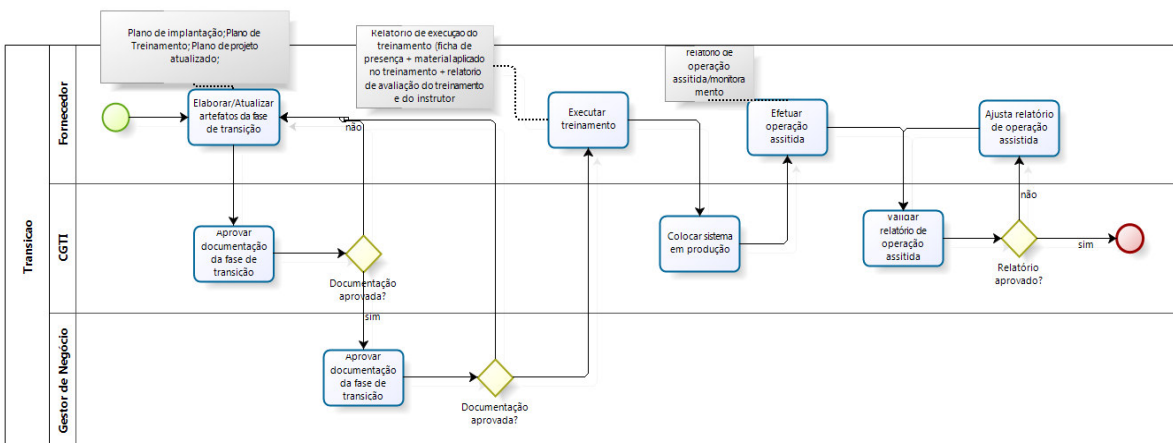 Plano de implantação;Plano de
Treinamento; Plano de projeto
atualizado;
Relatório de execução do
treinamento (ficha de
presença + material aplicado
no treinamento + relatorio
de avaliação do treinamento
e do instrutor
relatório de
operação
assitida/monitora
mento
Transicao
Fornecedor
Elaborar/Atualizar
artefatos da fase
de transição
não
Executar
treinamento
Efetuar
operação
assitida
Ajusta relatório
de operação
assistida
não
CGTI
Aprovar
documentação
da fase de
transição
Documentação
aprovada?
sim
Colocar sistema
em produção
Validar
relatório de
operação
assitida
Relatório
aprovado?
sim
Gestor de Negócio
Aprovar
documentação
da fase de
transição
Documentação
aprovada?